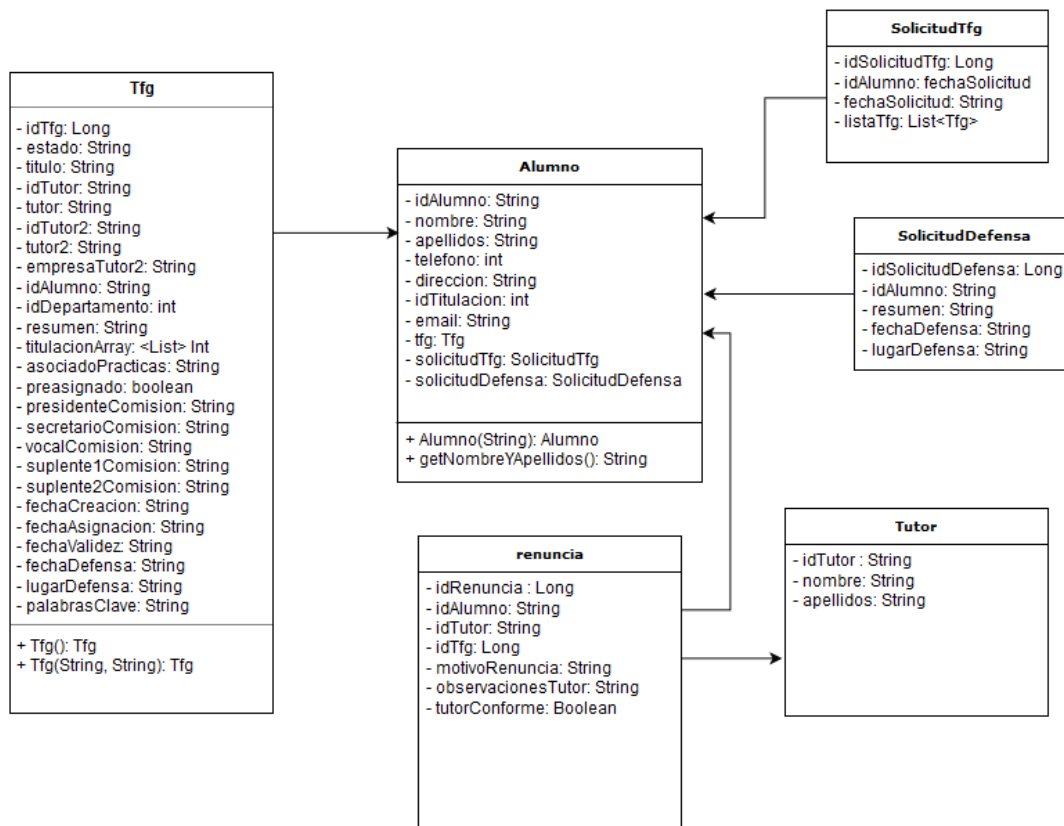 Tfg
- idTfg: Long
- estado: String
- titulo: String
- idTutor: String
- tutor: String
- idTutor2: String
- tutor2: String
- empresaTutor2: String
- idAlumno: String
- idDepartamento: int
- resumen: String
- titulacionArray: <List> Int
- asociadoPracticas: String
- preasignado: boolean
- presidenteComision: String
- secretarioComision: String
- vocalComision: String
- suplente1Comision: String
- suplente2Comision: String
- fechaCreacion: String
- fechaAsignacion: String
- fechaValidez: String
- fechaDefensa: String
- lugarDefensa: String
- palabrasClave: String
+ Tfg(): Tfg
+ Tfg(String, String): Tfg
Alumno
- idAlumno: String
- nombre: String
- apellidos: String
- telefono: int
- direccion: String
- idTitulacion: int
- email: String
- tfg: Tfg
- solicitudTfg: SolicitudTfg
- solicitudDefensa: SolicitudDefensa
+ Alumno(String): Alumno
+ getNombreYApellidos(): String
SolicitudTfg
- idSolicitudTfg: Long
- idAlumno: fechaSolicitud
- fechaSolicitud: String
- listaTfg: List<Tfg>
SolicitudDefensa
- idSolicitudDefensa: Long
- idAlumno: String
- resumen: String
- fechaDefensa: String
- lugarDefensa: String
renuncia
- idRenuncia : Long
- idAlumno: String
- idTutor: String
- idTfg: Long
- motivoRenuncia: String
- observacionesTutor: String
- tutorConforme: Boolean
Tutor
- idTutor : String
- nombre: String
- apellidos: String